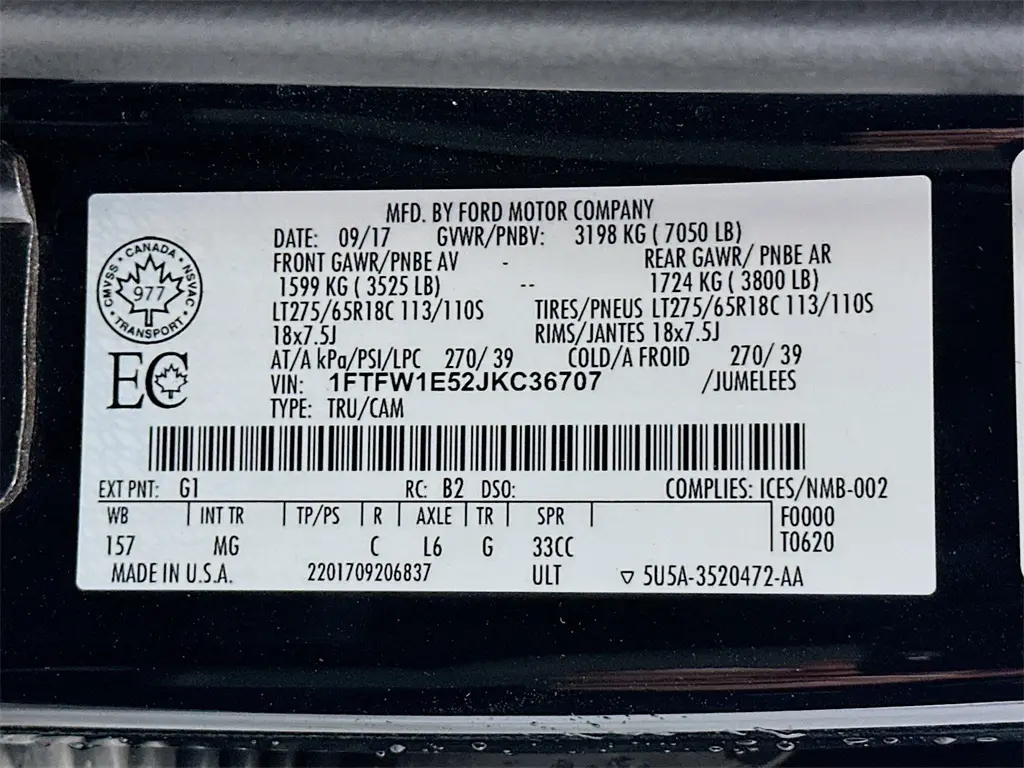 MFD. BY FORD MOTOR COMPANY
DATE: 09/17 GVWR/PNBV: 3198 KG ( 7050 LB)
FRONT GAWR/PNBE AV - REAR GAWR/ PNBE AR
1599 KG ( 3525 LB) -- 1724 KG ( 3800 LB)
LT275/65R18C 113/110S TIRES/PNEUS LT275/65R18C 113/110S
18x7.5J RIMS/JANTES 18x7.5J
AT/A kPa/PSI/LPC 270/ 39 COLD/A FROID 270/ 39
VIN: 1FTFW1E52JKC36707 /JUMELEES
TYPE: TRU/CAM
CANADA
CMVSS NSVAC
977
TRANSPORT
EC
EXT PNT: G1 RC: B2 DSO: COMPLIES: ICES/NMB-002
WB INT TR TP/PS R AXLE TR SPR F0000
157 MG C L6 G 33CC T0620
MADE IN U.S.A. 2201709206837 ULT ▽ 5U5A-3520472-AA